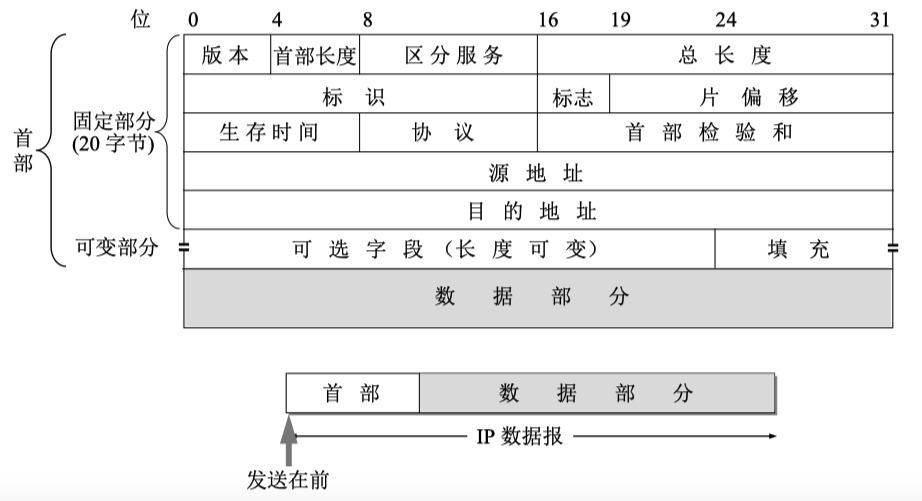 位 0 4 8 16 19 24 31
版本 首部长度 区分服务 总长度
标识 标志 片偏移
首部
固定部分
(20 字节)
生存时间 协议 首部检验和
源地址
目的地址
可变部分 可选字段（长度可变） 填充
数据部分
首部 数据部分
IP 数据报
发送在前